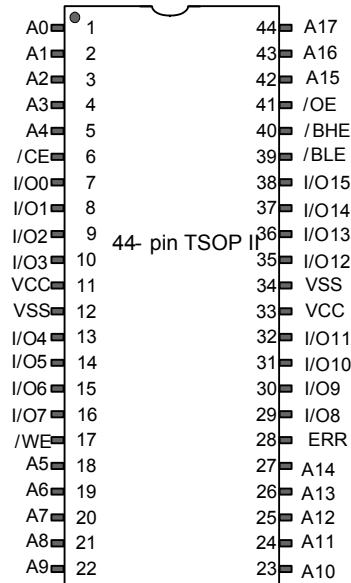 A0 1 44 A17
A1 2 43 A16
A2 3 42 A15
A3 4 41 /OE
A4 5 40 /BHE
/CE 6 39 /BLE
I/O0 7 38 I/O15
I/O1 8 37 I/O14
I/O2 9 36 I/O13
44- pin TSOP II
I/O3 10 35 I/O12
VCC 11 34 VSS
VSS 12 33 VCC
I/O4 13 32 I/O11
I/O5 14 31 I/O10
I/O6 15 30 I/O9
I/O7 16 29 I/O8
/WE 17 28 ERR
A5 18 27 A14
A6 19 26 A13
A7 20 25 A12
A8 21 24 A11
A9 22 23 A10